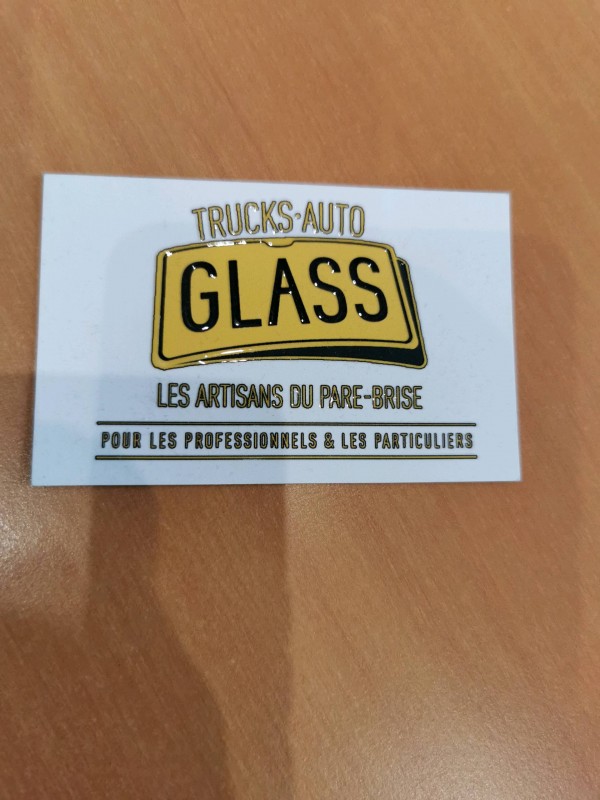 TRUCKS-AUTO
GLASS
LES ARTISANS DU PARE-BRISE
POUR LES PROFESSIONNELS & LES PARTICULIERS